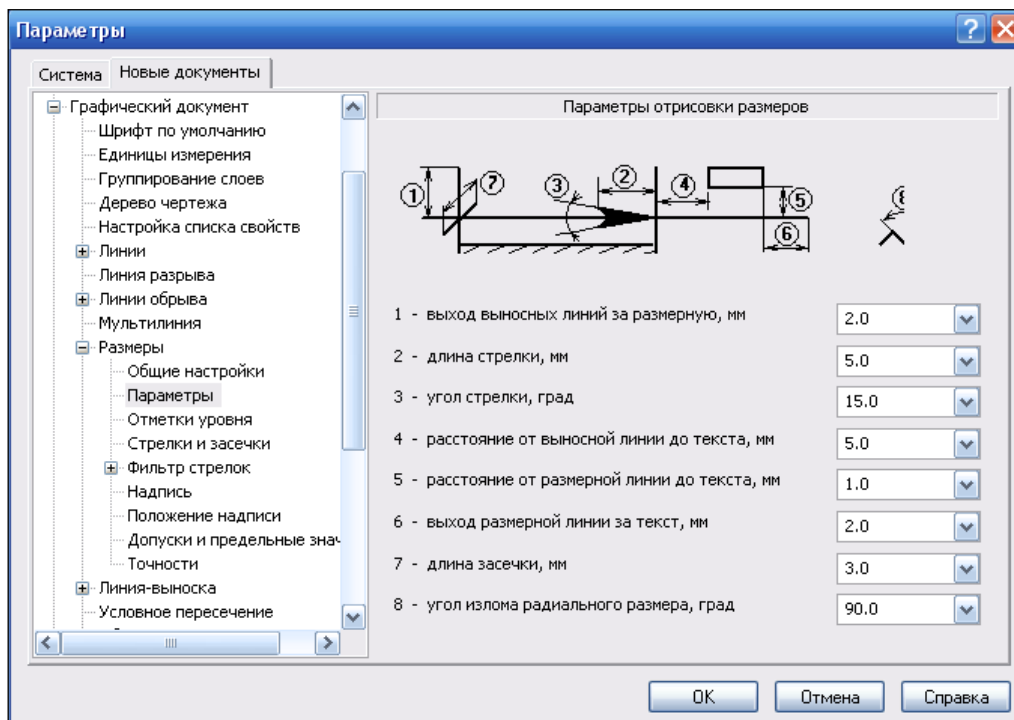 Параметры
Система
Новые документы
Графический документ
Шрифт по умолчанию
Единицы измерения
Группирование слоев
Дерево чертежа
Настройка списка свойств
Линии
Линия разрыва
Линии обрыва
Мультилиния
Размеры
Общие настройки
Параметры
Отметки уровня
Стрелки и засечки
Фильтр стрелок
Надпись
Положение надписи
Допуски и предельные знач
Точности
Линия-выноска
Условное пересечение
Параметры отрисовки размеров
1 7 3 2 4 5 6 8
1 - выход выносных линий за размерную, мм 2.0
2 - длина стрелки, мм 5.0
3 - угол стрелки, град 15.0
4 - расстояние от выносной линии до текста, мм 5.0
5 - расстояние от размерной линии до текста, мм 1.0
6 - выход размерной линии за текст, мм 2.0
7 - длина засечки, мм 3.0
8 - угол излома радиального размера, град 90.0
OK
Отмена
Справка